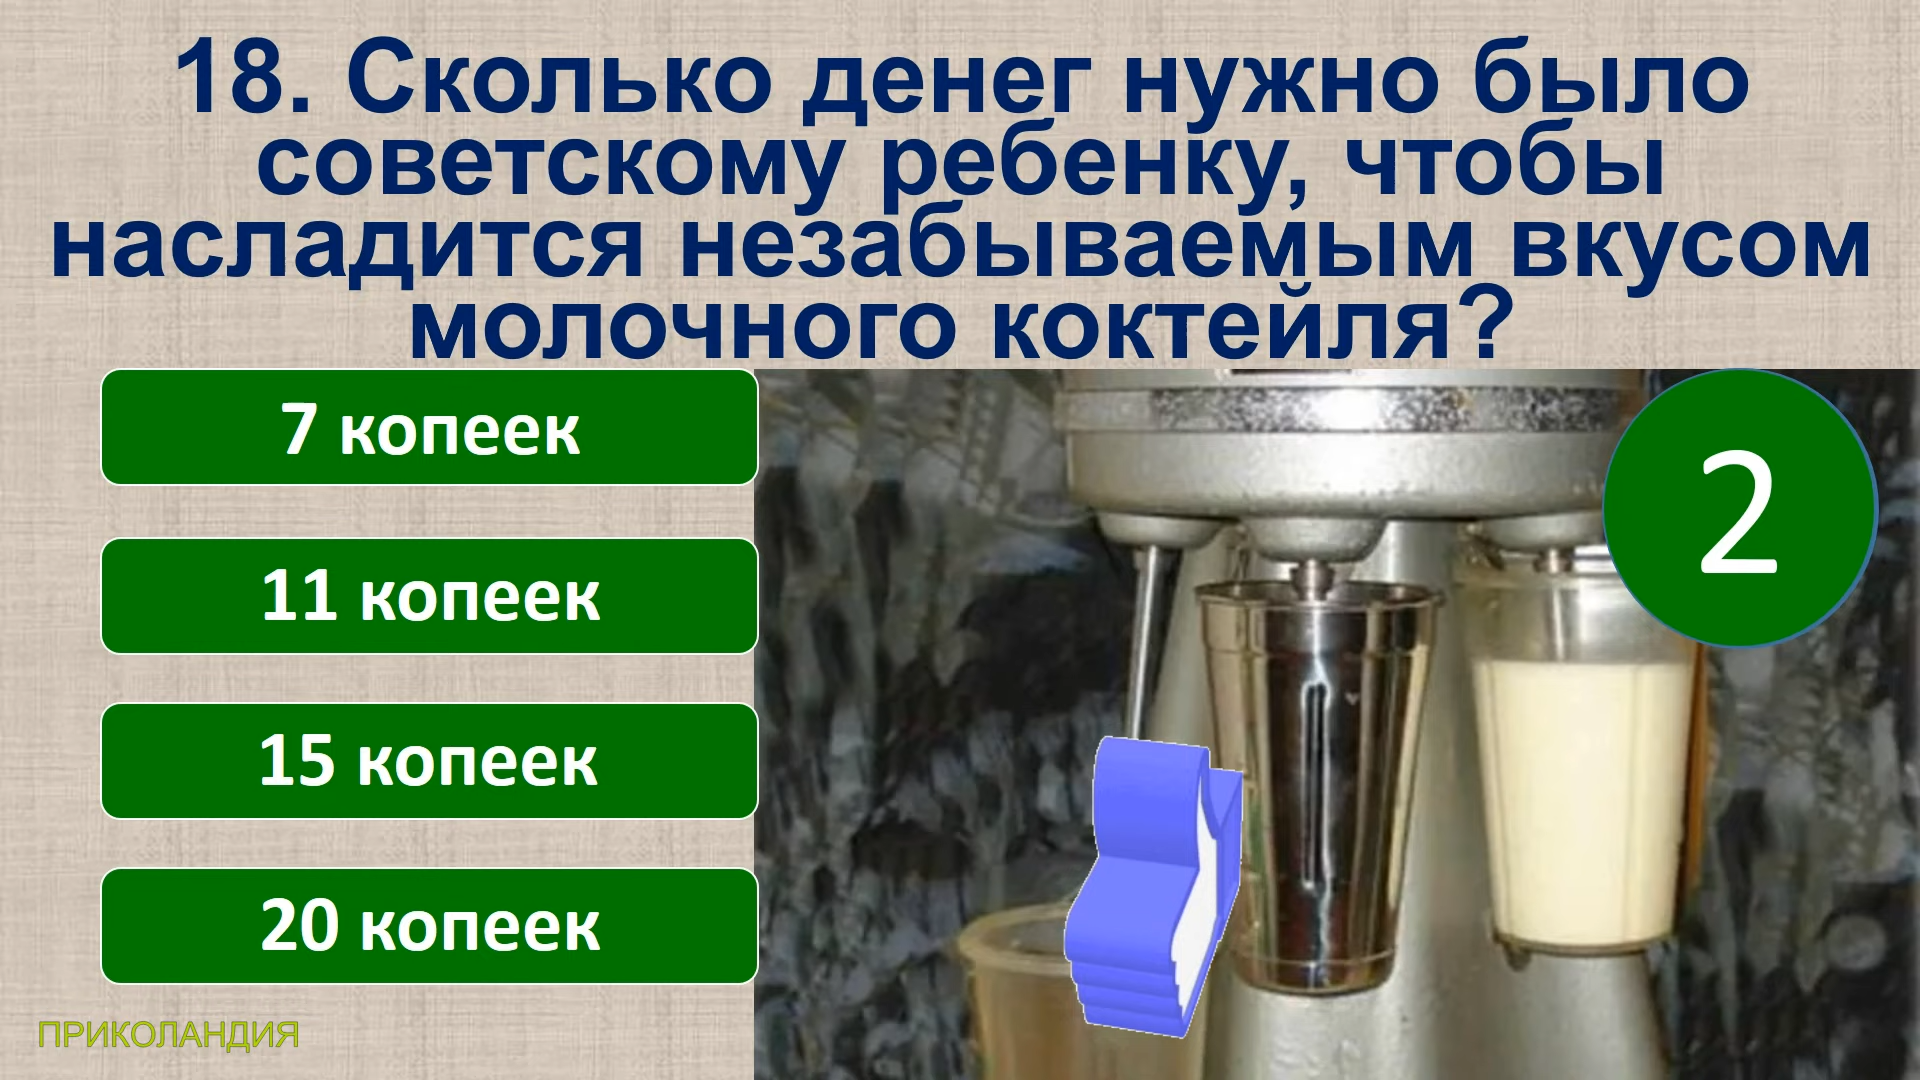 18. Сколько денег нужно было
советскому ребенку, чтобы
насладится незабываемым вкусом
молочного коктейля?
7 копеек
11 копеек
15 копеек
20 копеек
2
ПРИКОЛАНДИЯ